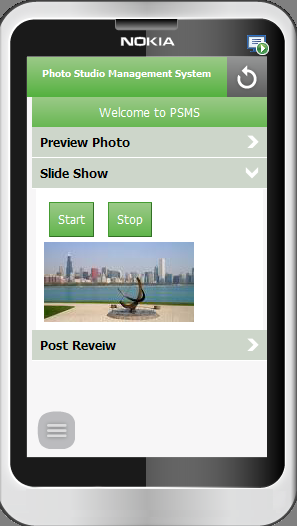 NOKIA
Photo Studio Management System
Welcome to PSMS
Preview Photo
Slide Show
Start Stop
Post Reveiw